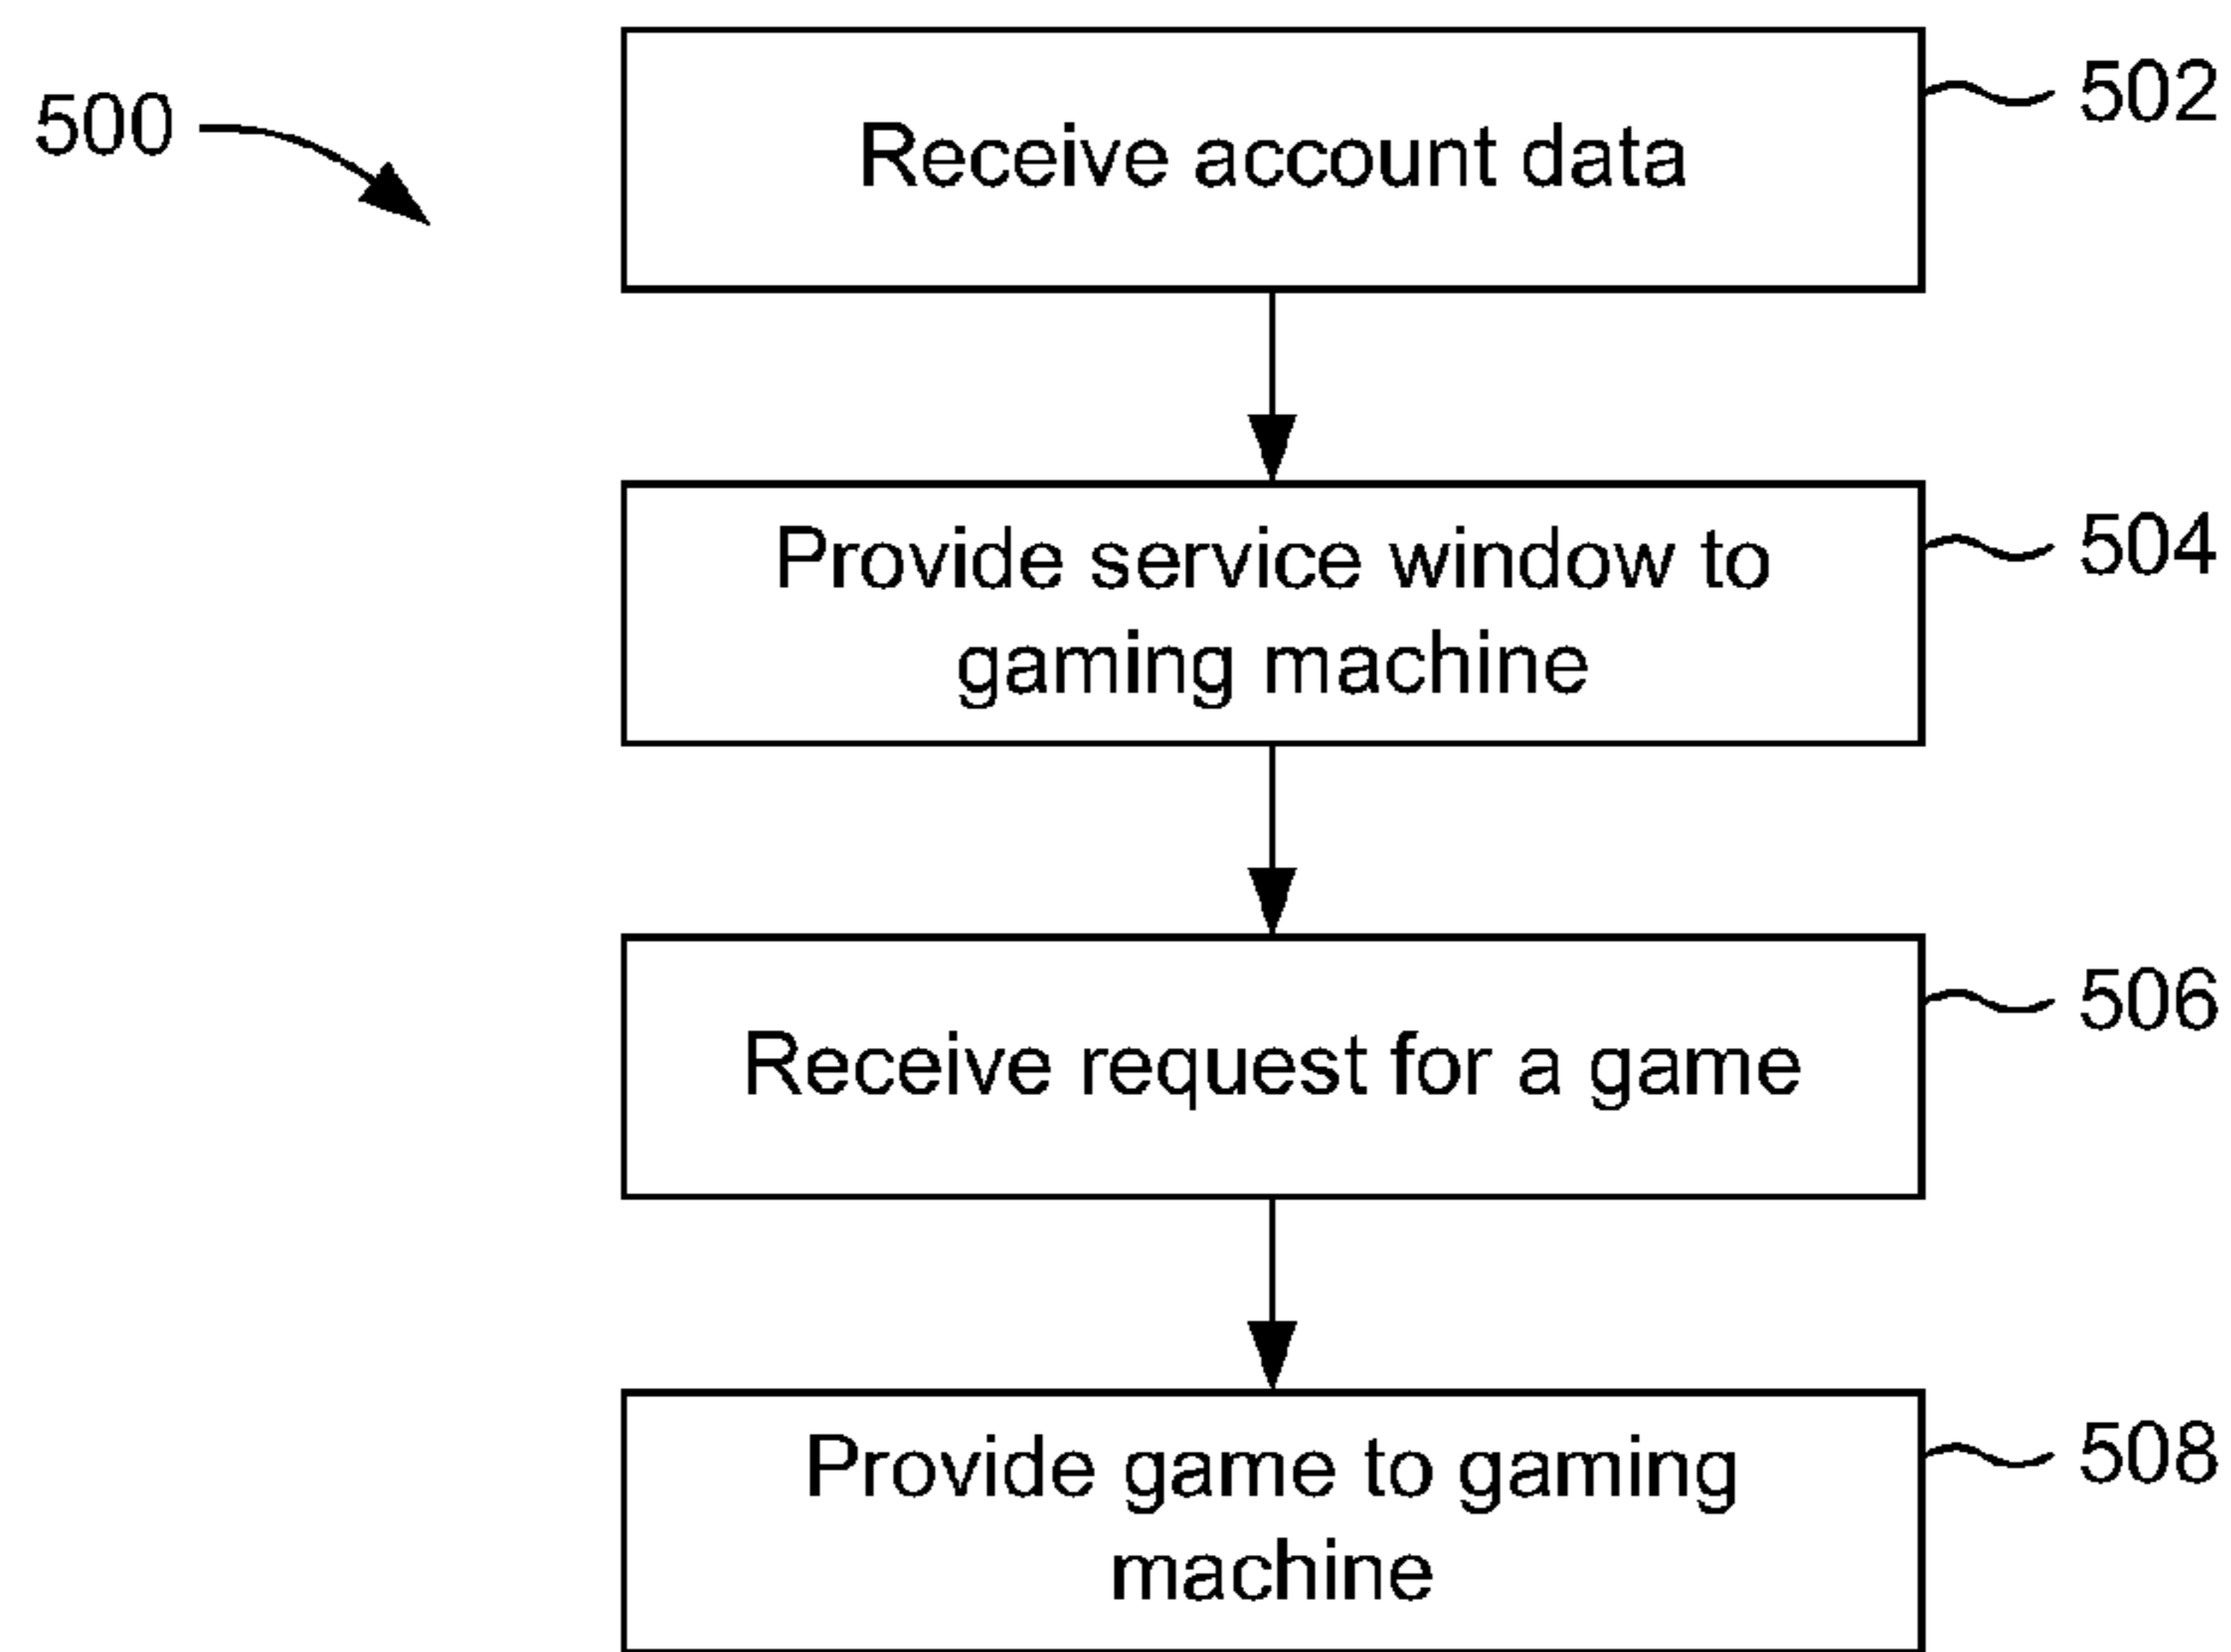 500
Receive account data
502
Provide service window to
gaming machine
504
Receive request for a game
506
Provide game to gaming
machine
508